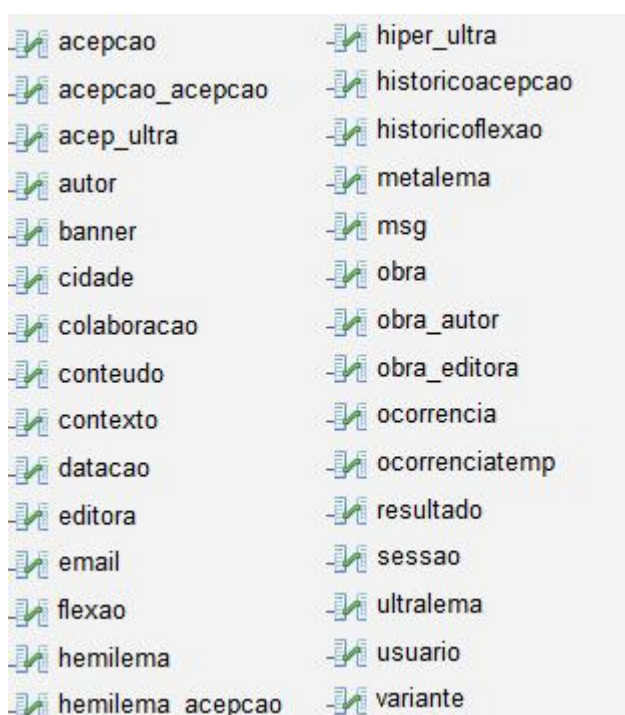 acepcao
acepcao_acepcao
acep_ultra
autor
banner
cidade
colaboracao
conteudo
contexto
datacao
editora
email
flexao
hemilema
hemilema_acepcao
hiper_ultra
historicoacepcao
historicoflexao
metalema
msg
obra
obra_autor
obra_editora
ocorrencia
ocorrenciatemp
resultado
sessao
ultralema
usuario
variante